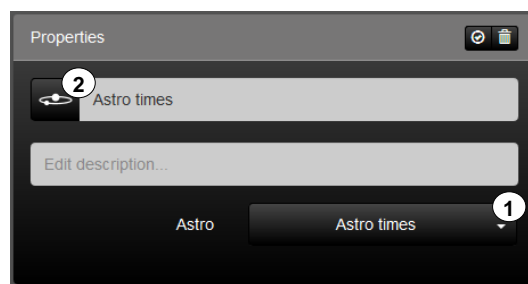 Properties
2
Astro times
Edit description...
1
Astro
Astro times